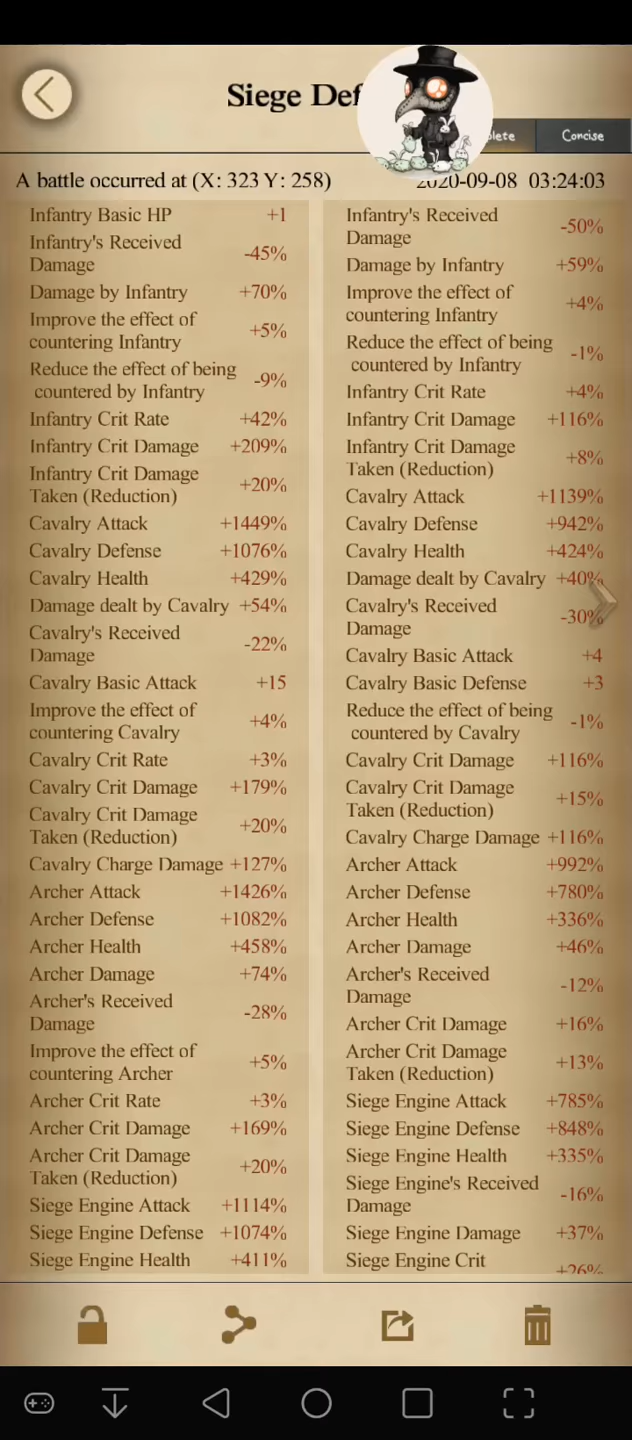 Siege Def
Concise
A battle occurred at (X: 323 Y: 258)
2020-09-08 03:24:03
Infantry Basic HP +1
Infantry's Received
Damage -45%
Damage by Infantry +70%
Improve the effect of
countering Infantry +5%
Reduce the effect of being
countered by Infantry -9%
Infantry Crit Rate +42%
Infantry Crit Damage +209%
Infantry Crit Damage
Taken (Reduction) +20%
Cavalry Attack +1449%
Cavalry Defense +1076%
Cavalry Health +429%
Damage dealt by Cavalry +54%
Cavalry's Received
Damage -22%
Cavalry Basic Attack +15
Improve the effect of
countering Cavalry +4%
Cavalry Crit Rate +3%
Cavalry Crit Damage +179%
Cavalry Crit Damage
Taken (Reduction) +20%
Cavalry Charge Damage +127%
Archer Attack +1426%
Archer Defense +1082%
Archer Health +458%
Archer Damage +74%
Archer's Received
Damage -28%
Improve the effect of
countering Archer +5%
Archer Crit Rate +3%
Archer Crit Damage +169%
Archer Crit Damage
Taken (Reduction) +20%
Siege Engine Attack +1114%
Siege Engine Defense +1074%
Siege Engine Health +411%
Infantry's Received
Damage -50%
Damage by Infantry +59%
Improve the effect of
countering Infantry +4%
Reduce the effect of being
countered by Infantry -1%
Infantry Crit Rate +4%
Infantry Crit Damage +116%
Infantry Crit Damage
Taken (Reduction) +8%
Cavalry Attack +1139%
Cavalry Defense +942%
Cavalry Health +424%
Damage dealt by Cavalry +40%
Cavalry's Received
Damage -30%
Cavalry Basic Attack +4
Cavalry Basic Defense +3
Reduce the effect of being
countered by Cavalry -1%
Cavalry Crit Damage +116%
Cavalry Crit Damage
Taken (Reduction) +15%
Cavalry Charge Damage +116%
Archer Attack +992%
Archer Defense +780%
Archer Health +336%
Archer Damage +46%
Archer's Received
Damage -12%
Archer Crit Damage +16%
Archer Crit Damage
Taken (Reduction) +13%
Siege Engine Attack +785%
Siege Engine Defense +848%
Siege Engine Health +335%
Siege Engine's Received
Damage -16%
Siege Engine Damage +37%
Siege Engine Crit +26%